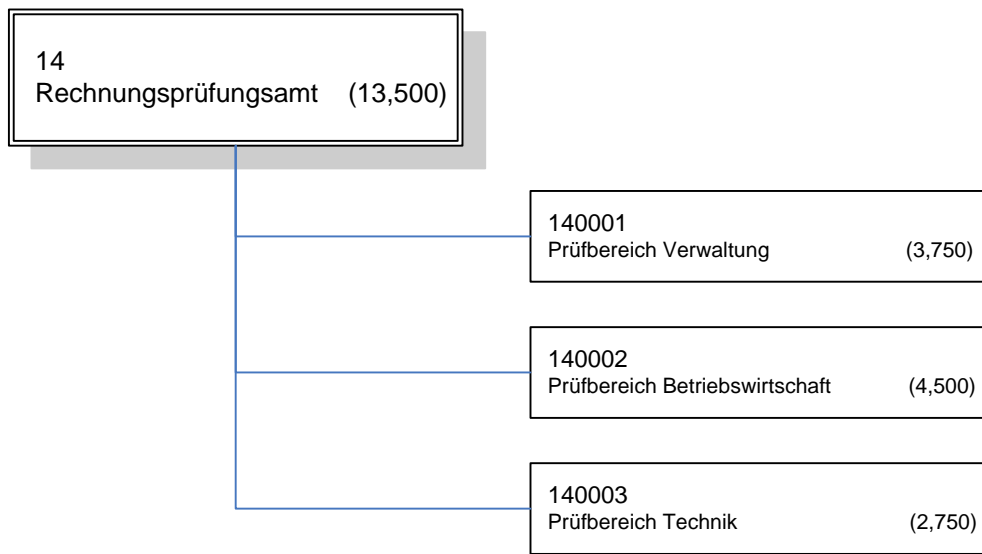 14
Rechnungsprüfungsamt (13,500)
140001
Prüfbereich Verwaltung (3,750)
140002
Prüfbereich Betriebswirtschaft (4,500)
140003
Prüfbereich Technik (2,750)